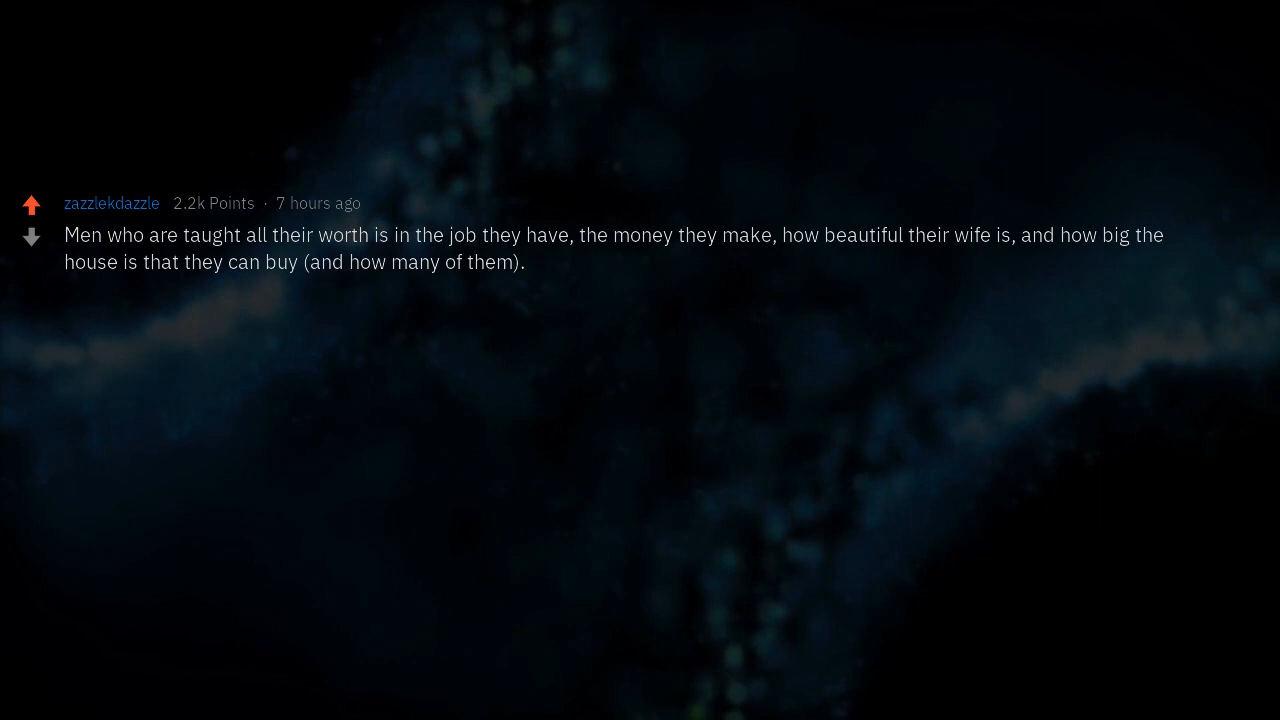 zazzlekdazzle 2.2k Points · 7 hours ago
Men who are taught all their worth is in the job they have, the money they make, how beautiful their wife is, and how big the
house is that they can buy (and how many of them).